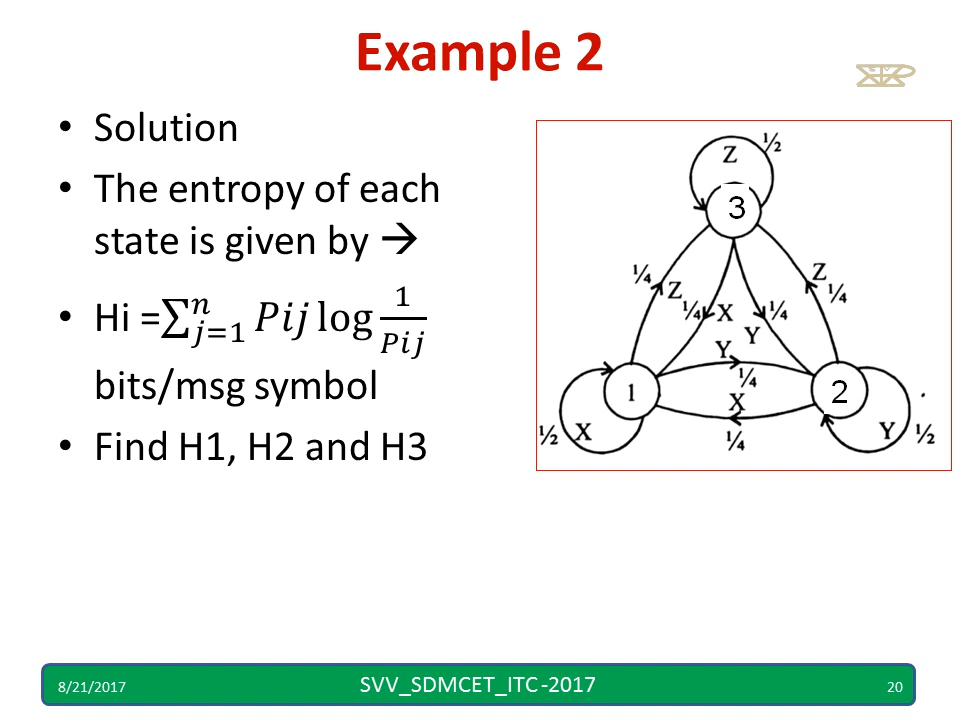 Example 2
• Solution
• The entropy of each
state is given by →
• Hi = ∑_{j=1}^{n} Pij log 1/Pij
bits/msg symbol
• Find H1, H2 and H3
Z ½
3
¼ Z ¼ X ¼ Y Z ¼
Y ¼
1 2
X ¼
½ X Y ½
8/21/2017 SVV_SDMCET_ITC -2017 20